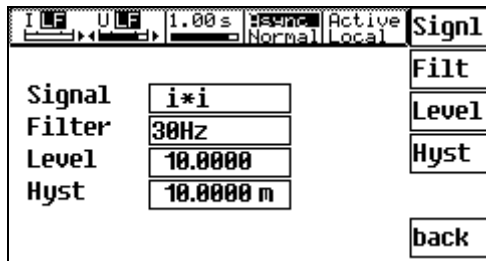 I LF U LF 1.00 s Async Active Signl
Normal Local
Filt
Signal i*i
Level
Filter 30Hz
Level 10.0000
Hyst
Hyst 10.0000 m
back